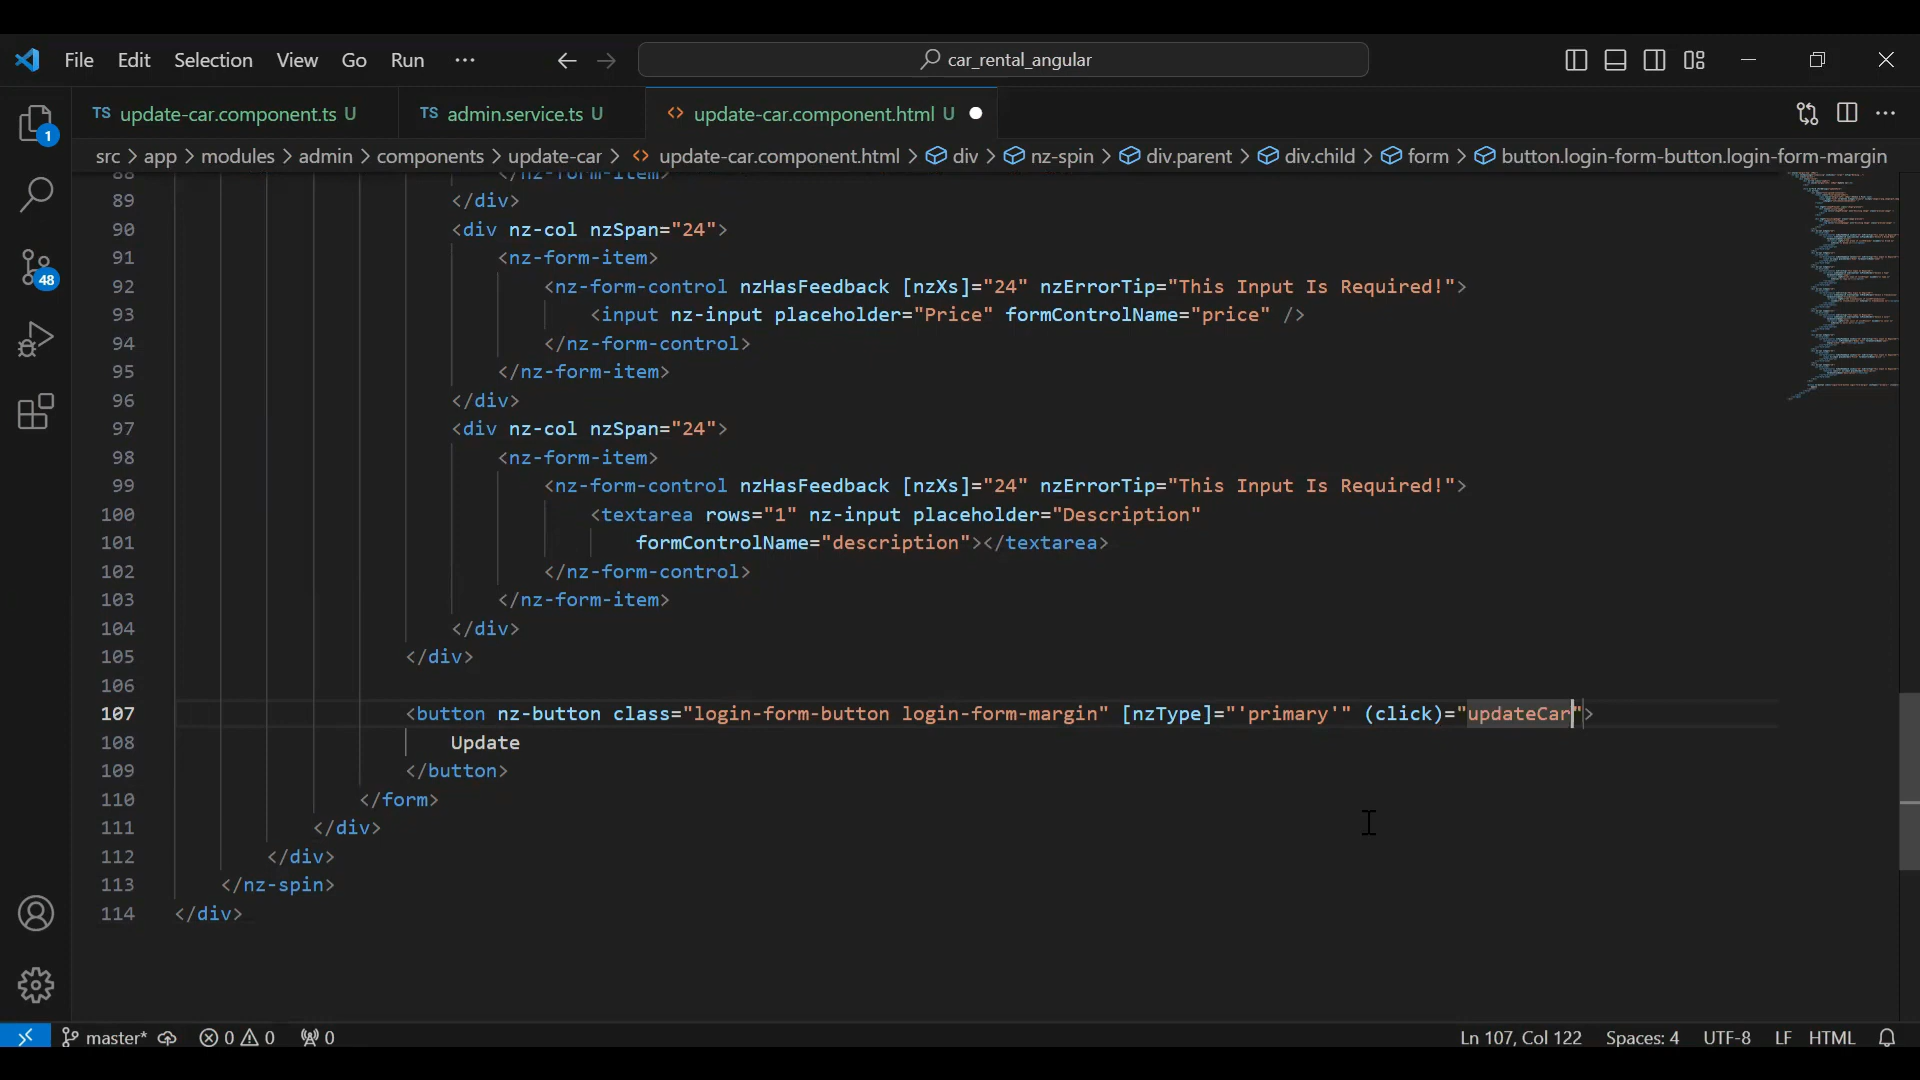 File Edit Selection View Go Run ··· car_rental_angular
TS update-car.component.ts U TS admin.service.ts U <> update-car.component.html U
src > app > modules > admin > components > update-car > <> update-car.component.html > div > nz-spin > div.parent > div.child > form > button.login-form-button.login-form-margin
88 </nz-form-item>
89 </div>
90 <div nz-col nzSpan="24">
91 <nz-form-item>
92 <nz-form-control nzHasFeedback [nzXs]="24" nzErrorTip="This Input Is Required!">
93 <input nz-input placeholder="Price" formControlName="price" />
94 </nz-form-control>
95 </nz-form-item>
96 </div>
97 <div nz-col nzSpan="24">
98 <nz-form-item>
99 <nz-form-control nzHasFeedback [nzXs]="24" nzErrorTip="This Input Is Required!">
100 <textarea rows="1" nz-input placeholder="Description"
101 formControlName="description"></textarea>
102 </nz-form-control>
103 </nz-form-item>
104 </div>
105 </div>
106
107 <button nz-button class="login-form-button login-form-margin" [nzType]="'primary'" (click)="updateCar">
108 Update
109 </button>
110 </form>
111 </div>
112 </div>
113 </nz-spin>
114 </div>
1
48
master* 0 0 0 Ln 107, Col 122 Spaces: 4 UTF-8 LF HTML